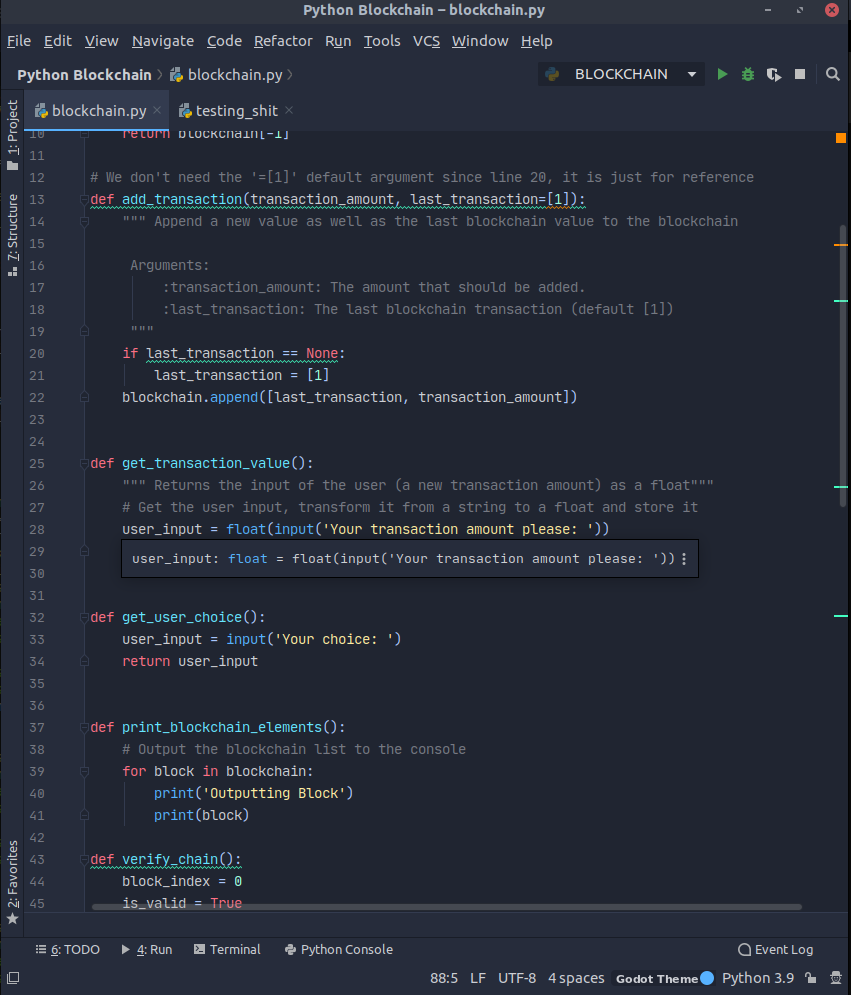 Python Blockchain – blockchain.py
File Edit View Navigate Code Refactor Run Tools VCS Window Help
Python Blockchain blockchain.py BLOCKCHAIN
blockchain.py testing_shit
1: Project
7: Structure
2: Favorites
10 return blockchain[-1]
11
12 # We don't need the '=[1]' default argument since line 20, it is just for reference
13 def add_transaction(transaction_amount, last_transaction=[1]):
14 """ Append a new value as well as the last blockchain value to the blockchain
15
16 Arguments:
17 :transaction_amount: The amount that should be added.
18 :last_transaction: The last blockchain transaction (default [1])
19 """
20 if last_transaction == None:
21 last_transaction = [1]
22 blockchain.append([last_transaction, transaction_amount])
23
24
25 def get_transaction_value():
26 """ Returns the input of the user (a new transaction amount) as a float"""
27 # Get the user input, transform it from a string to a float and store it
28 user_input = float(input('Your transaction amount please: '))
29
user_input: float = float(input('Your transaction amount please: '))
30
31
32 def get_user_choice():
33 user_input = input('Your choice: ')
34 return user_input
35
36
37 def print_blockchain_elements():
38 # Output the blockchain list to the console
39 for block in blockchain:
40 print('Outputting Block')
41 print(block)
42
43 def verify_chain():
44 block_index = 0
45 is_valid = True
6: TODO 4: Run Terminal Python Console Event Log
88:5 LF UTF-8 4 spaces Godot Theme Python 3.9